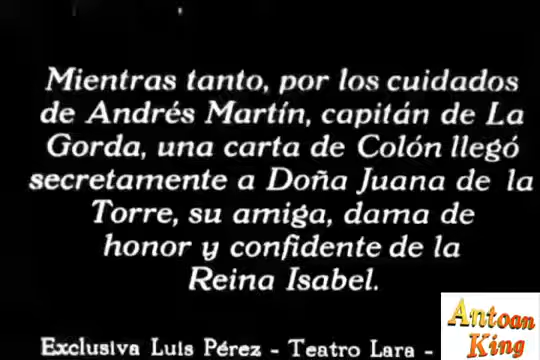 Mientras tanto, por los cuidados
de Andrés Martín, capitán de La
Gorda, una carta de Colón llegó
secretamente a Doña Juana de la
Torre, su amiga, dama de
honor y confidente de la
Reina Isabel.
Exclusiva Luis Pérez - Teatro Lara -
Antoan
King